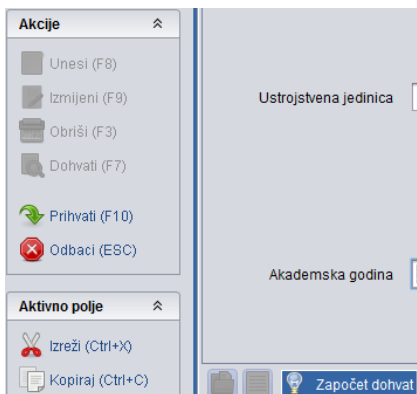 Akcije
Unesi (F8)
Izmijeni (F9)
Obriši (F3)
Dohvati (F7)
Prihvati (F10)
Odbaci (ESC)
Aktivno polje
Izreži (Ctrl+X)
Kopiraj (Ctrl+C)
Ustrojstvena jedinica
Akademska godina
Započet dohvat